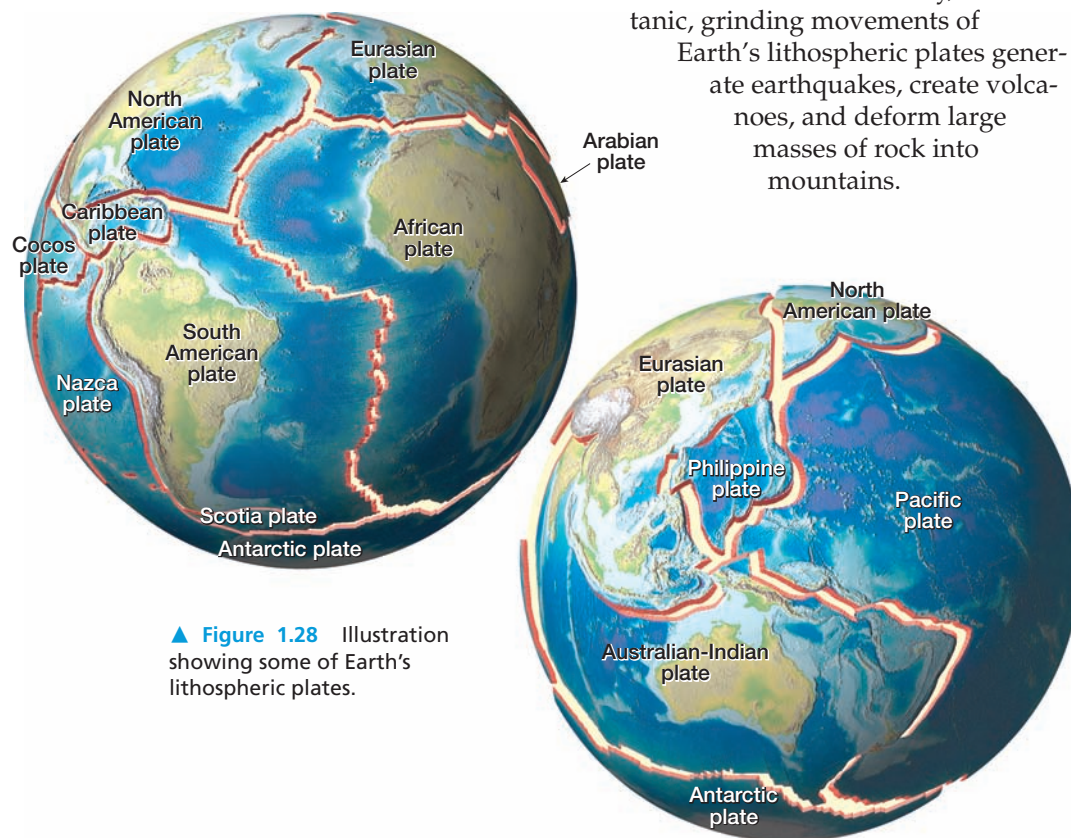 tanic, grinding movements of
Earth's lithospheric plates gener-
ate earthquakes, create volca-
noes, and deform large
masses of rock into
mountains.
Eurasian
plate
North
American
plate
Arabian
plate
Caribbean
plate
Cocos
plate
African
plate
South
American
plate
Nazca
plate
Scotia plate
Antarctic plate
North
American plate
Eurasian
plate
Philippine
plate
Pacific
plate
Australian-Indian
plate
Antarctic
plate
▲ Figure 1.28 Illustration
showing some of Earth's
lithospheric plates.